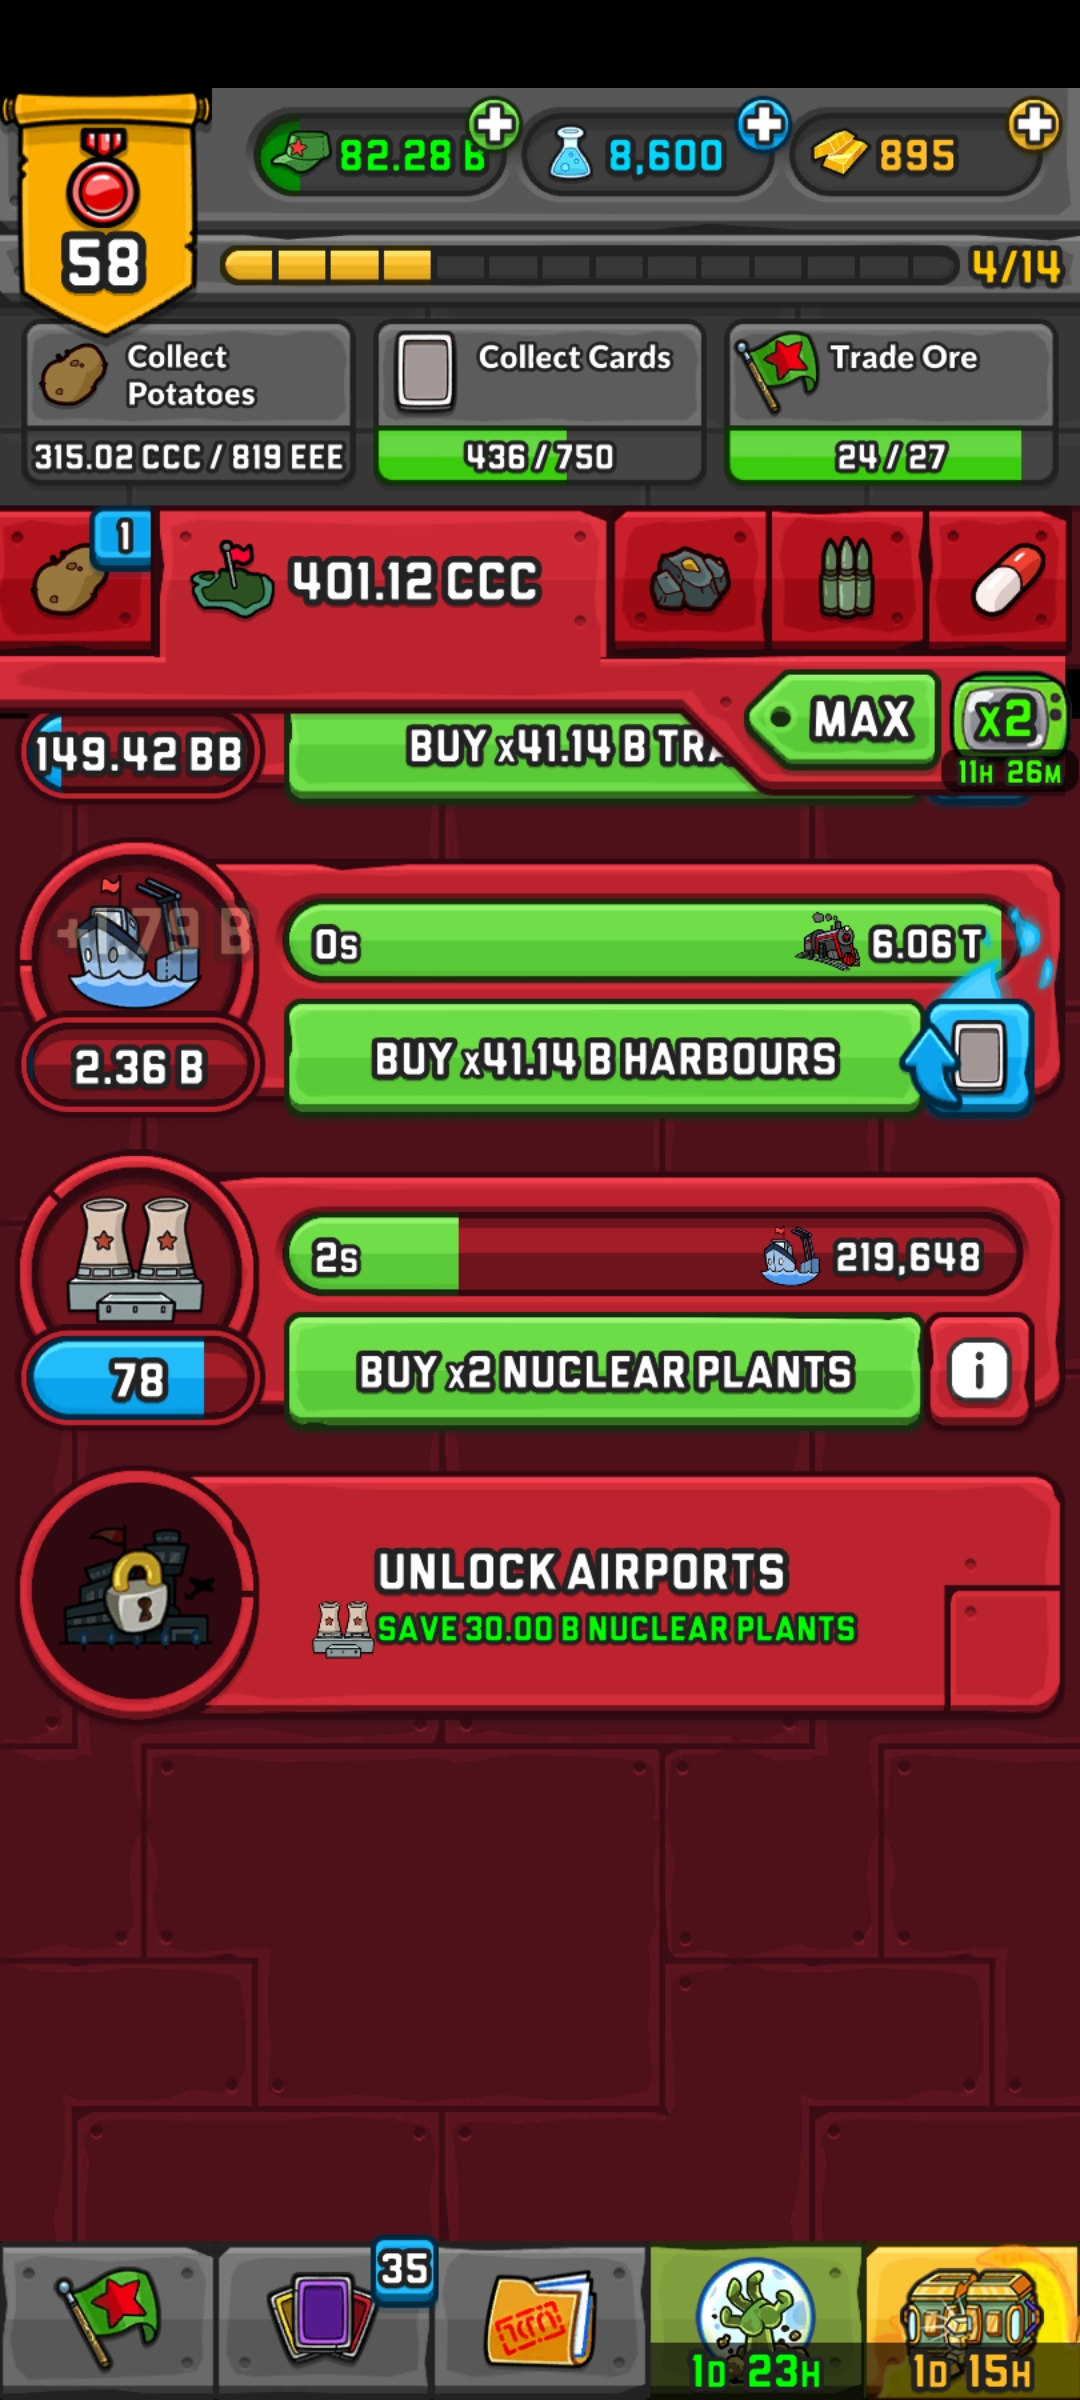 82.28 B
8,600
895
58
4/14
Collect
Potatoes
Collect Cards
Trade Ore
315.02 CCC / 819 EEE
436 / 750
24 / 27
1
401.12 CCC
MAX
x2
11H 26M
149.42 BB
BUY x41.14 B TRA
+1.79 B
0s
6.06 T
2.36 B
BUY x41.14 B HARBOURS
2s
219,648
78
BUY x2 NUCLEAR PLANTS
i
UNLOCK AIRPORTS
SAVE 30.00 B NUCLEAR PLANTS
35
1D 23H
1D 15H